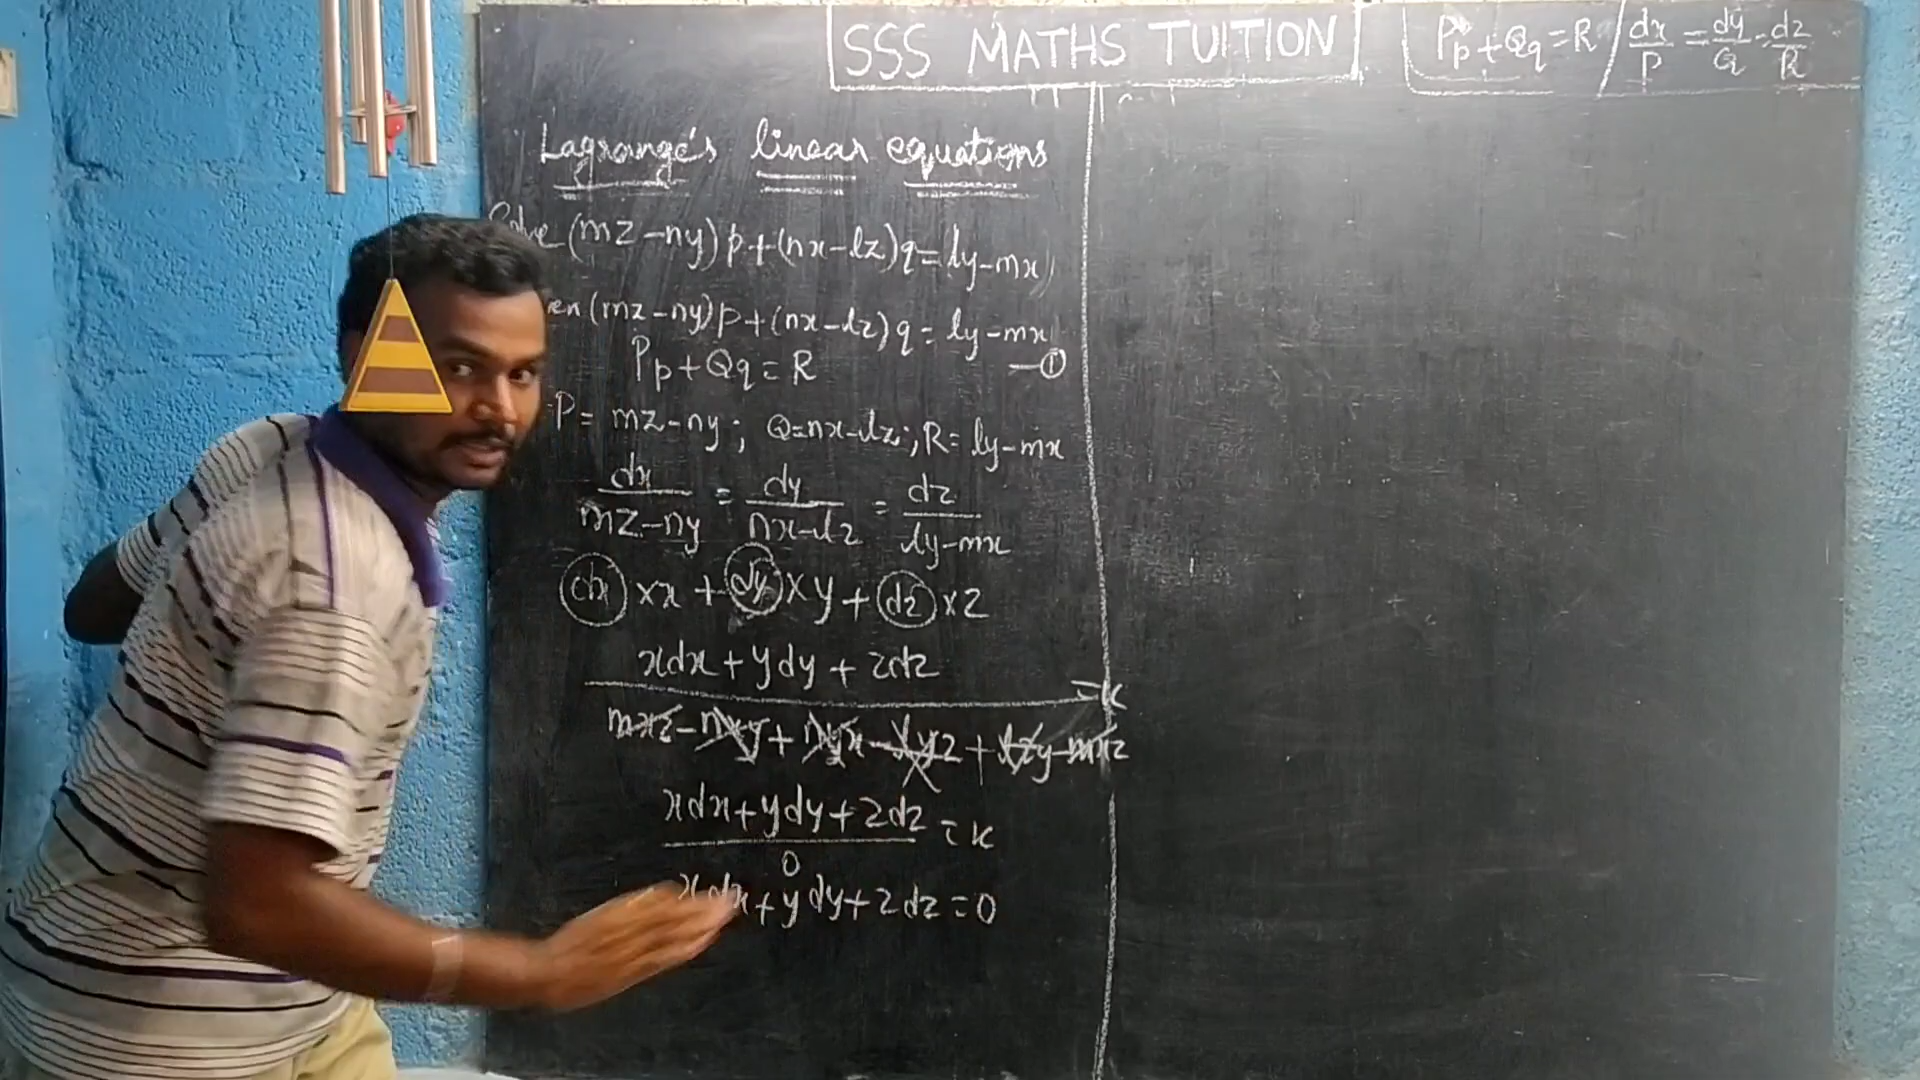 SSS MATHS TUITION
Pp+Qq=R / dx/P = dy/Q = dz/R
Lagrange's linear equations
Solve (mz-ny)p+(nx-lz)q=ly-mx
(mz-ny)p+(nx-lz)q=ly-mx
Pp+Qq=R —①
P=mz-ny; Q=nx-lz; R=ly-mx
dx/mz-ny = dy/nx-lz = dz/ly-mx
dx ×x + dy ×y + dz ×z
xdx+ydy+zdz
=k
mxz-nxy+nyx-lyz+lzy-mxz
xdx+ydy+zdz =k
0
xdx+ydy+zdz=0